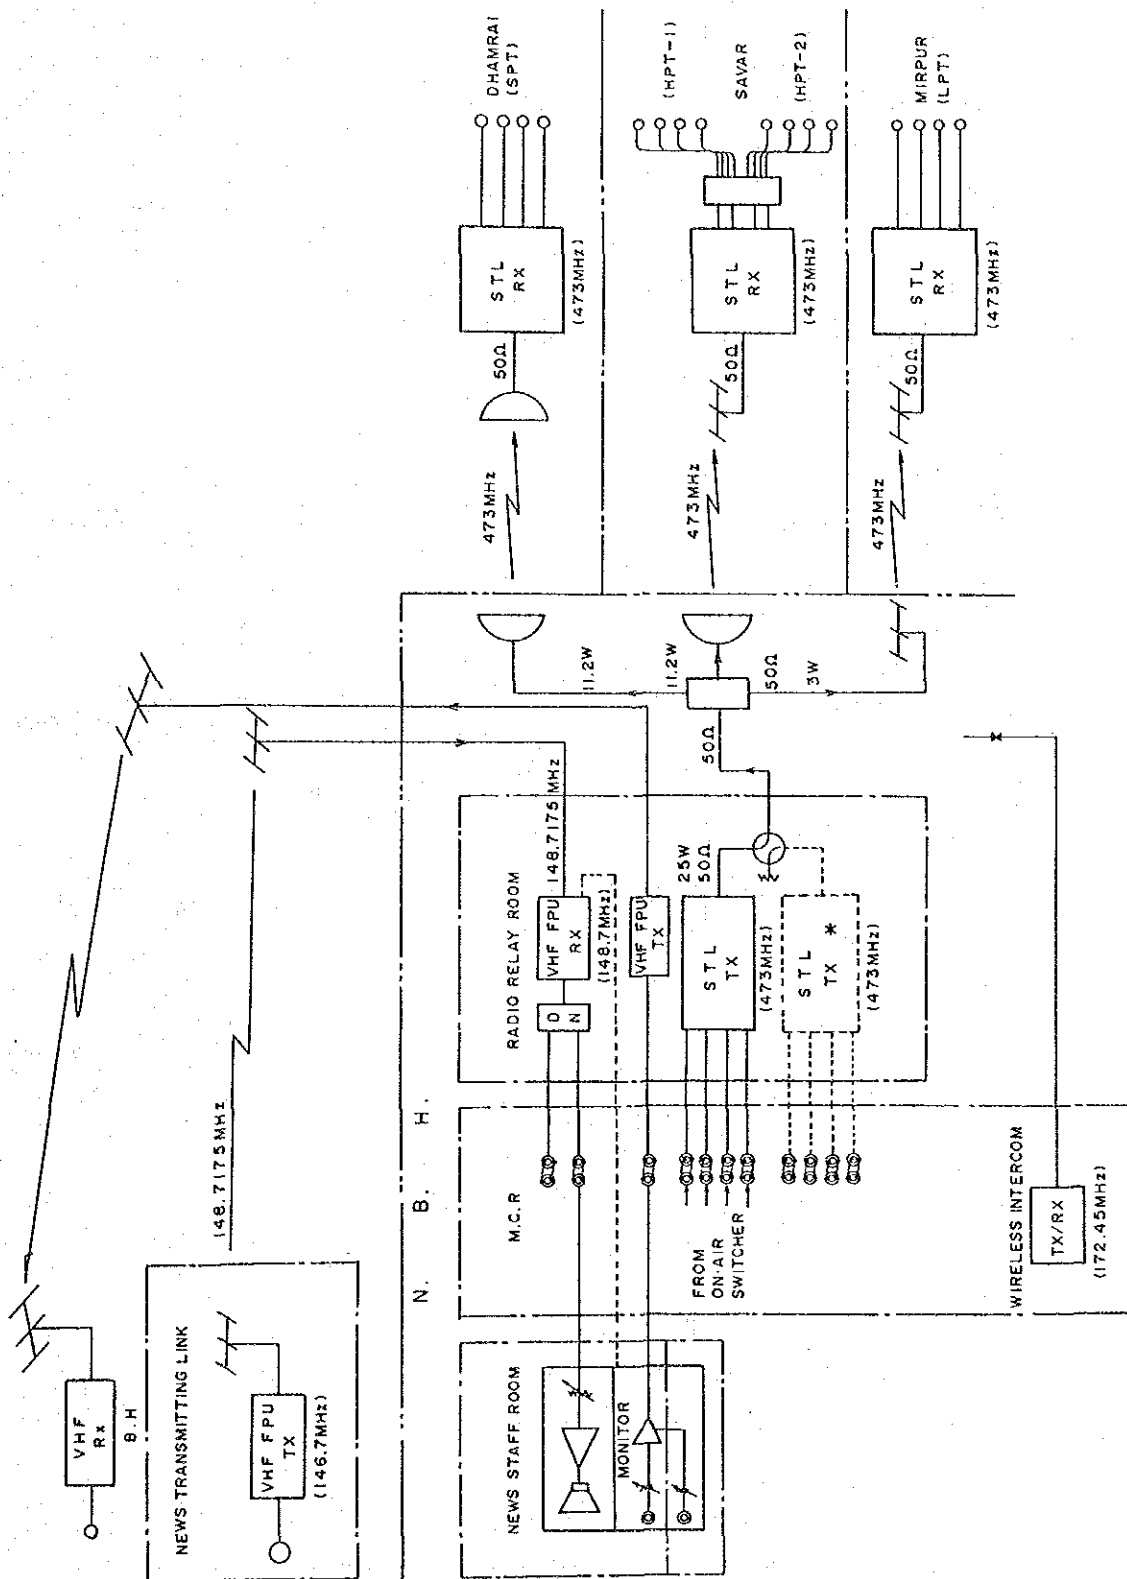 VHF
Rx
B.H
NEWS TRANSMITTING LINK
VHF FPU
TX
(146.7MHz)
148.7175MHz
N. B. H.
NEWS STAFF ROOM
MONITOR
M.C.R
FROM
ON-AIR
SWITCHER
WIRELESS INTERCOM
TX/RX
(172.45MHz)
RADIO RELAY ROOM
D
N
VHF FPU
RX
(148.7MHz)
148.7175 MHz
VHF FPU
TX
STL
TX
(473MHz)
25W
50Ω
STL
TX *
(473MHz)
50Ω
11.2W
11.2W
50Ω
3W
473MHz
50Ω
STL
RX
(473MHz)
DHAMRAI
(SPT)
473MHz
50Ω
STL
RX
(473MHz)
(HPT-1)
SAVAR
(HPT-2)
473MHz
50Ω
STL
RX
(473MHz)
MIRPUR
(LPT)